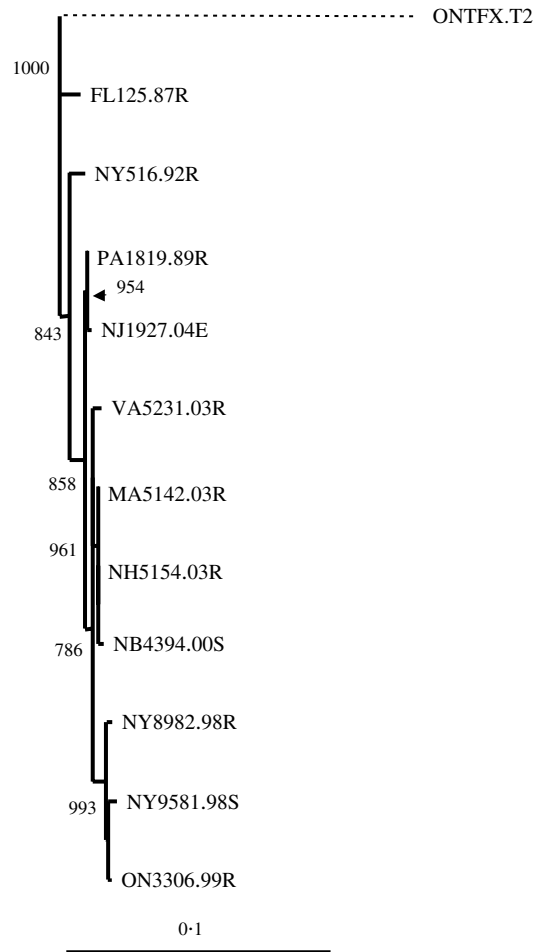 ONTFX.T2
1000
FL125.87R
NY516.92R
PA1819.89R
954
NJ1927.04E
843
VA5231.03R
858
MA5142.03R
961
NH5154.03R
NB4394.00S
786
NY8982.98R
NY9581.98S
993
ON3306.99R
0·1